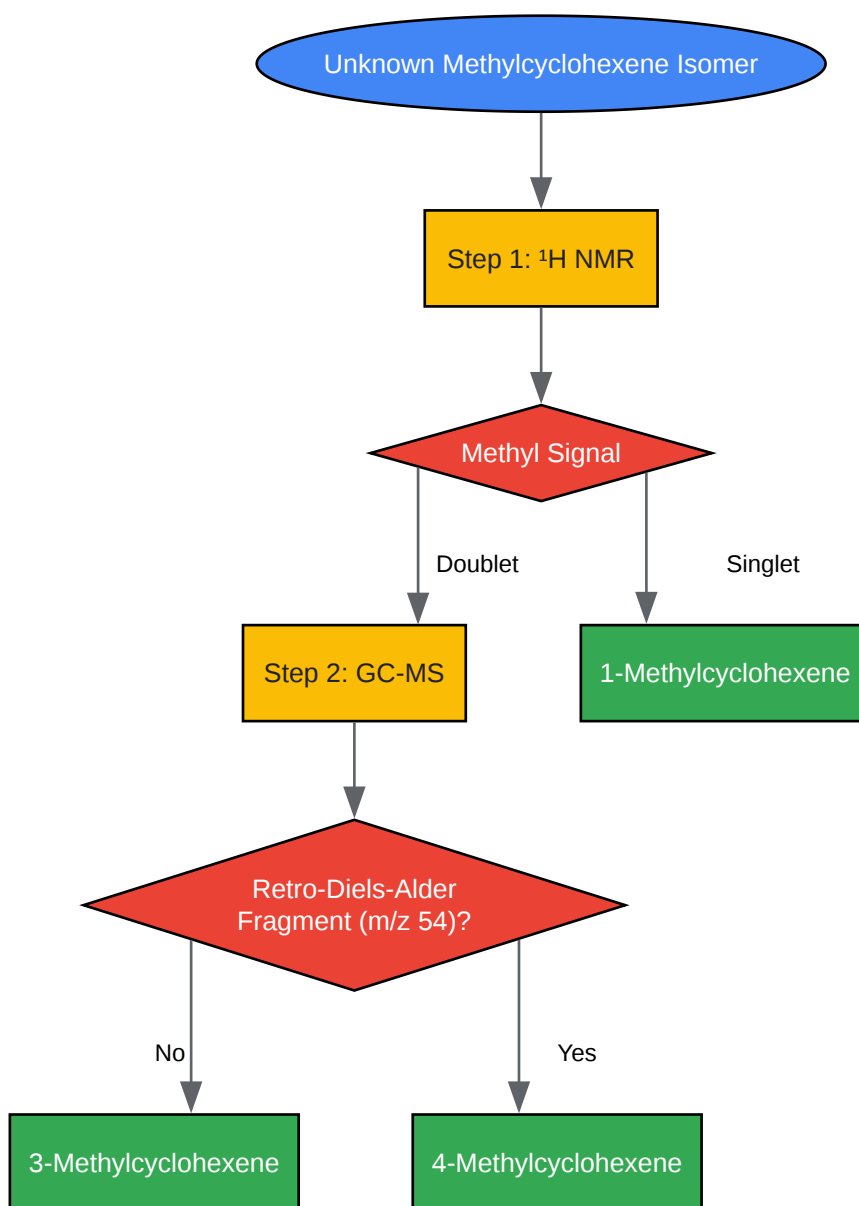 Unknown Methylcyclohexene Isomer
Step 1: ¹H NMR
Methyl Signal
Doublet
Singlet
Step 2: GC-MS
1-Methylcyclohexene
Retro-Diels-Alder
Fragment (m/z 54)?
No
Yes
3-Methylcyclohexene
4-Methylcyclohexene